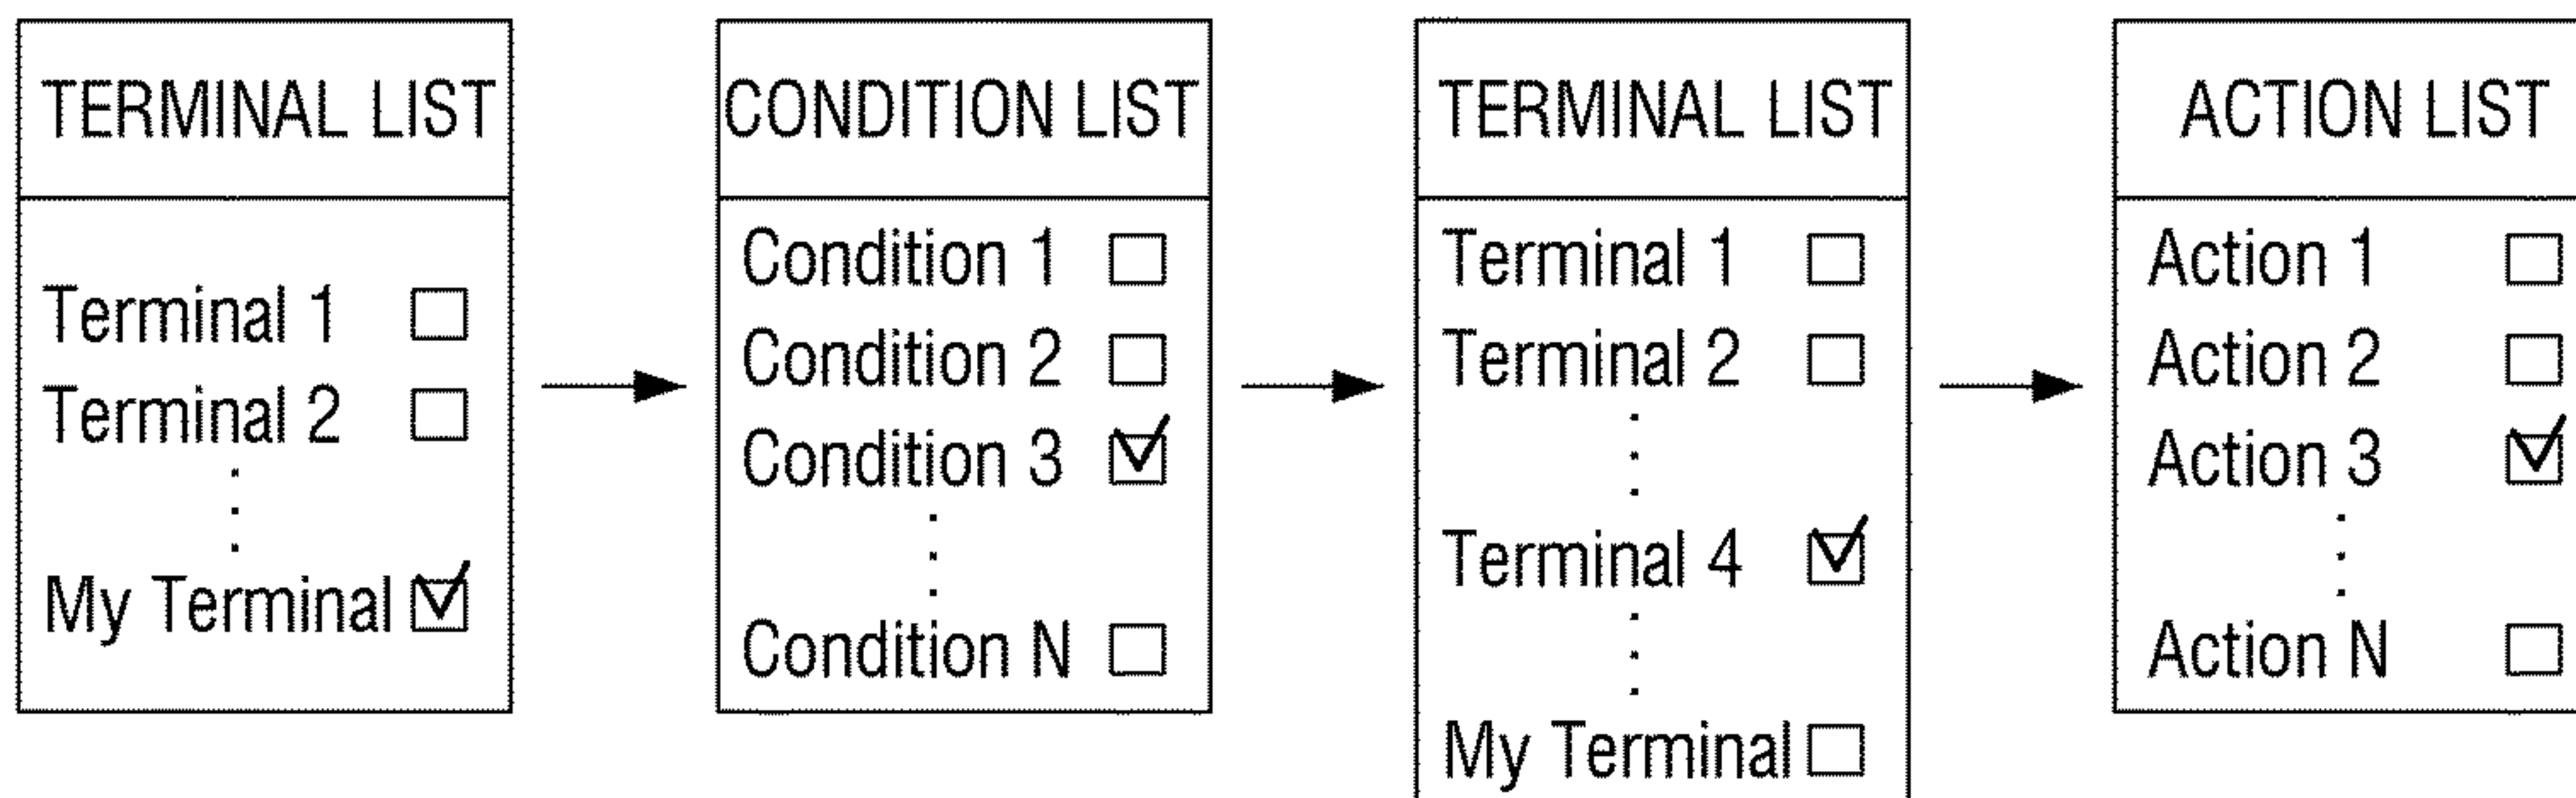 TERMINAL LIST
Terminal 1
Terminal 2
My Terminal
CONDITION LIST
Condition 1
Condition 2
Condition 3
Condition N
TERMINAL LIST
Terminal 1
Terminal 2
Terminal 4
My Terminal
ACTION LIST
Action 1
Action 2
Action 3
Action N